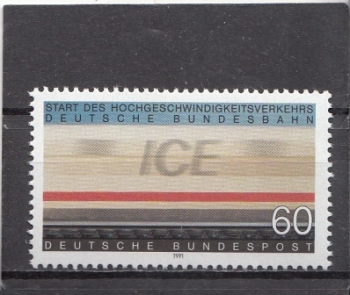 START DES HOCHGESCHWINDIGKEITSVERKEHRS
DEUTSCHE BUNDESBAHN
ICE
60
DEUTSCHE BUNDESPOST
1991